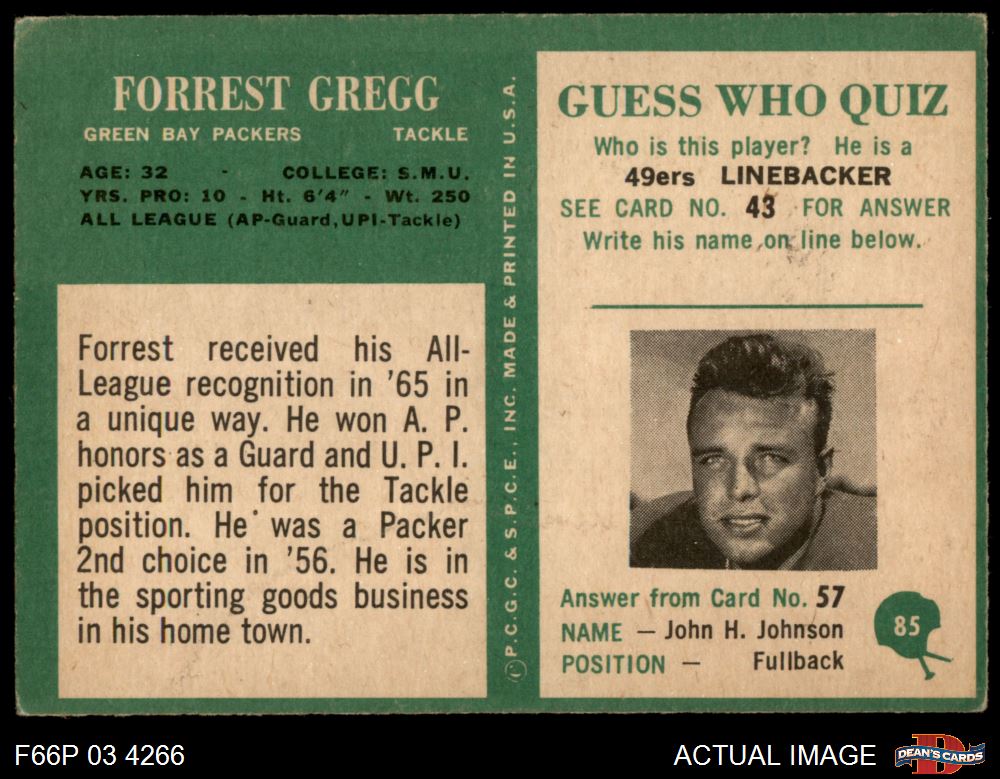 FORREST GREGG
GREEN BAY PACKERS TACKLE
AGE: 32 - COLLEGE: S.M.U.
YRS. PRO: 10 - Ht. 6'4" - Wt. 250
ALL LEAGUE (AP-Guard, UPI-Tackle)
Forrest received his All-
League recognition in '65 in
a unique way. He won A. P.
honors as a Guard and U. P. I.
picked him for the Tackle
position. He was a Packer
2nd choice in '56. He is in
the sporting goods business
in his home town.
© P.C.G.C. & S.P.C.E., INC. MADE & PRINTED IN U.S.A.
GUESS WHO QUIZ
Who is this player? He is a
49ers LINEBACKER
SEE CARD NO. 43 FOR ANSWER
Write his name on line below.
Answer from Card No. 57
NAME — John H. Johnson
POSITION — Fullback
85
F66P 03 4266
ACTUAL IMAGE
DEAN'S CARDS